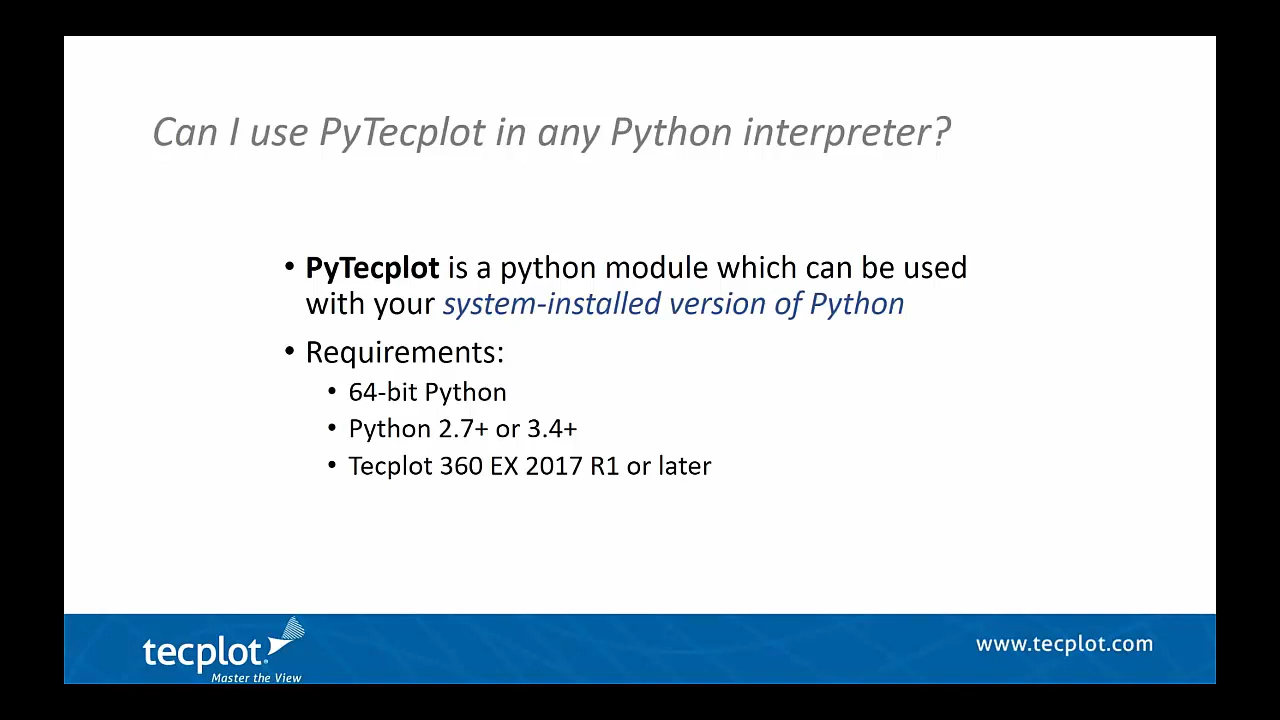 Can I use PyTecplot in any Python interpreter?
• PyTecplot is a python module which can be used
with your system-installed version of Python
• Requirements:
• 64-bit Python
• Python 2.7+ or 3.4+
• Tecplot 360 EX 2017 R1 or later
tecplot.
Master the View
www.tecplot.com